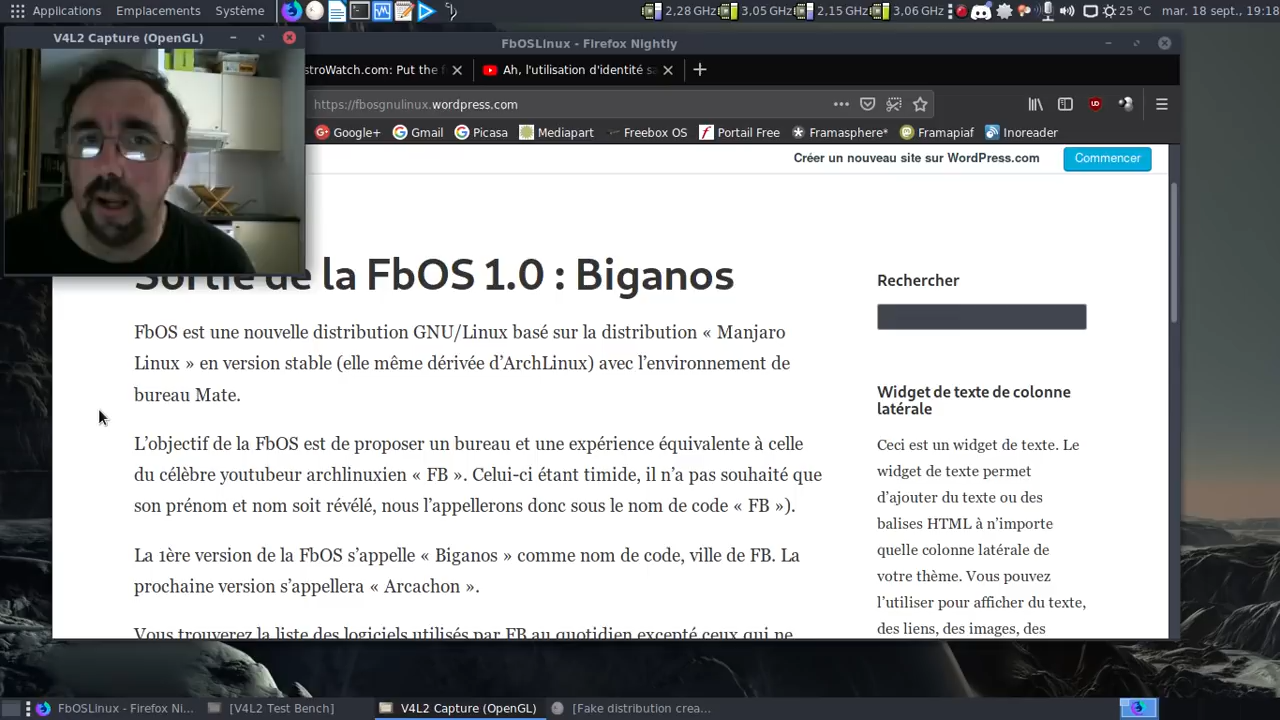 Applications Emplacements Système 2,28 GHz 3,05 GHz 2,15 GHz 3,06 GHz 25 °C mar. 18 sept., 19:18
V4L2 Capture (OpenGL)
FbOSLinux - Firefox Nightly
stroWatch.com: Put the f Ah, l'utilisation d'identité sa
https://fbosgnulinux.wordpress.com
Google+ Gmail Picasa Mediapart Freebox OS Portail Free Framasphere* Framapiaf Inoreader
Créer un nouveau site sur WordPress.com Commencer
Sortie de la FbOS 1.0 : Biganos
FbOS est une nouvelle distribution GNU/Linux basé sur la distribution « Manjaro
Linux » en version stable (elle même dérivée d’ArchLinux) avec l’environnement de
bureau Mate.
L’objectif de la FbOS est de proposer un bureau et une expérience équivalente à celle
du célèbre youtubeur archlinuxien « FB ». Celui-ci étant timide, il n’a pas souhaité que
son prénom et nom soit révélé, nous l’appellerons donc sous le nom de code « FB »).
La 1ère version de la FbOS s’appelle « Biganos » comme nom de code, ville de FB. La
prochaine version s’appellera « Arcachon ».
Vous trouverez la liste des logiciels utilisés par FB au quotidien excepté ceux qui ne
Rechercher
Widget de texte de colonne
latérale
Ceci est un widget de texte. Le
widget de texte permet
d’ajouter du texte ou des
balises HTML à n’importe
quelle colonne latérale de
votre thème. Vous pouvez
l’utiliser pour afficher du texte,
des liens, des images, des
FbOSLinux - Firefox Ni... [V4L2 Test Bench] V4L2 Capture (OpenGL) [Fake distribution crea...